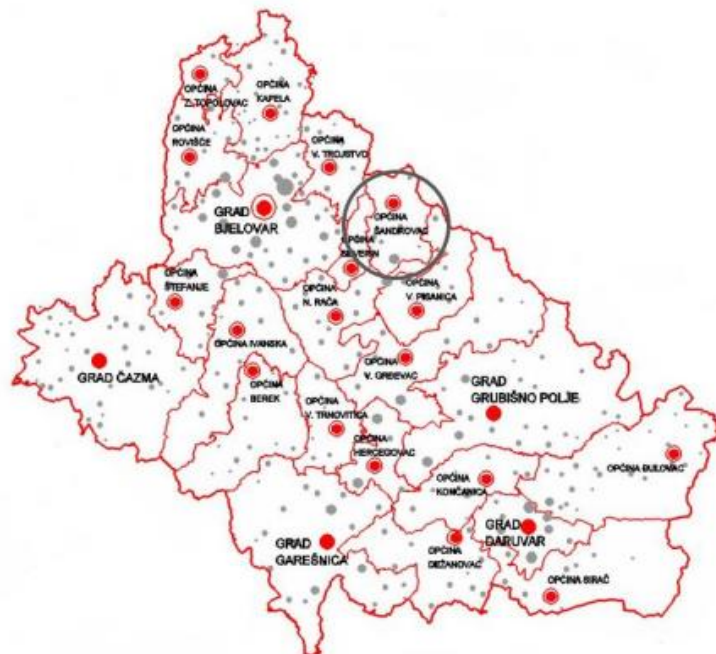 OPĆINA
Z. TOPOLOVAC
OPĆINA
KAPELA
OPĆINA
ROVIŠĆE
OPĆINA
V. TROJSTVO
GRAD
BJELOVAR
OPĆINA
ŠANDROVAC
OPĆINA
SEVERIN
OPĆINA
ŠTEFANJE
OPĆINA
N. RAČA
OPĆINA
V. PISANICA
OPĆINA IVANSKA
GRAD ČAZMA
OPĆINA
BEREK
OPĆINA
V. GRĐEVAC
GRAD
GRUBIŠNO POLJE
OPĆINA
V. TRNOVITICA
OPĆINA
HERCEGOVAC
OPĆINA ĐULOVAC
OPĆINA
KONČANICA
GRAD
GAREŠNICA
GRAD
DARUVAR
OPĆINA
DEŽANOVAC
OPĆINA SIRAČ